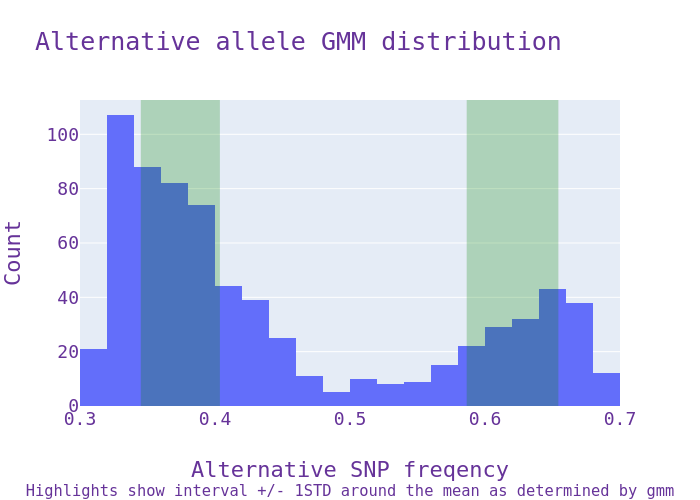 Alternative allele GMM distribution
100
80
60
40
20
0
Count
0.3 0.4 0.5 0.6 0.7
Alternative SNP freqency
Highlights show interval +/- 1STD around the mean as determined by gmm